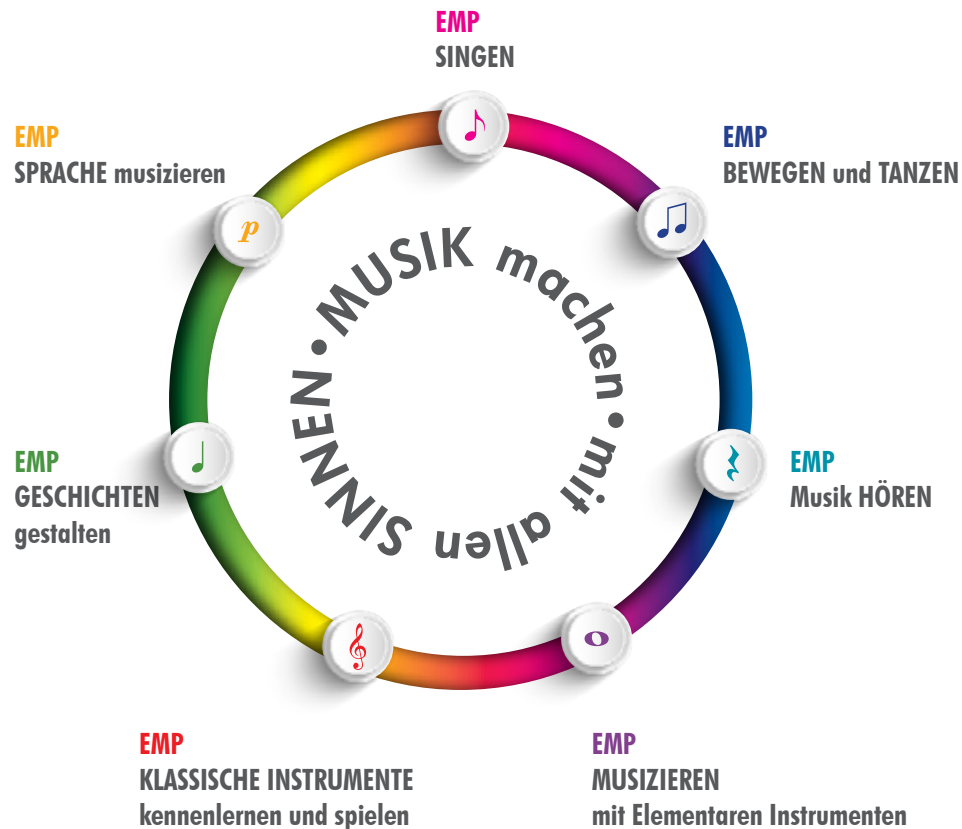 EMP
SINGEN
EMP
BEWEGEN und TANZEN
EMP
Musik HÖREN
EMP
MUSIZIEREN
mit Elementaren Instrumenten
EMP
KLASSISCHE INSTRUMENTE
kennenlernen und spielen
EMP
GESCHICHTEN
gestalten
EMP
SPRACHE musizieren
p
MUSIK machen • mit allen SINNEN •